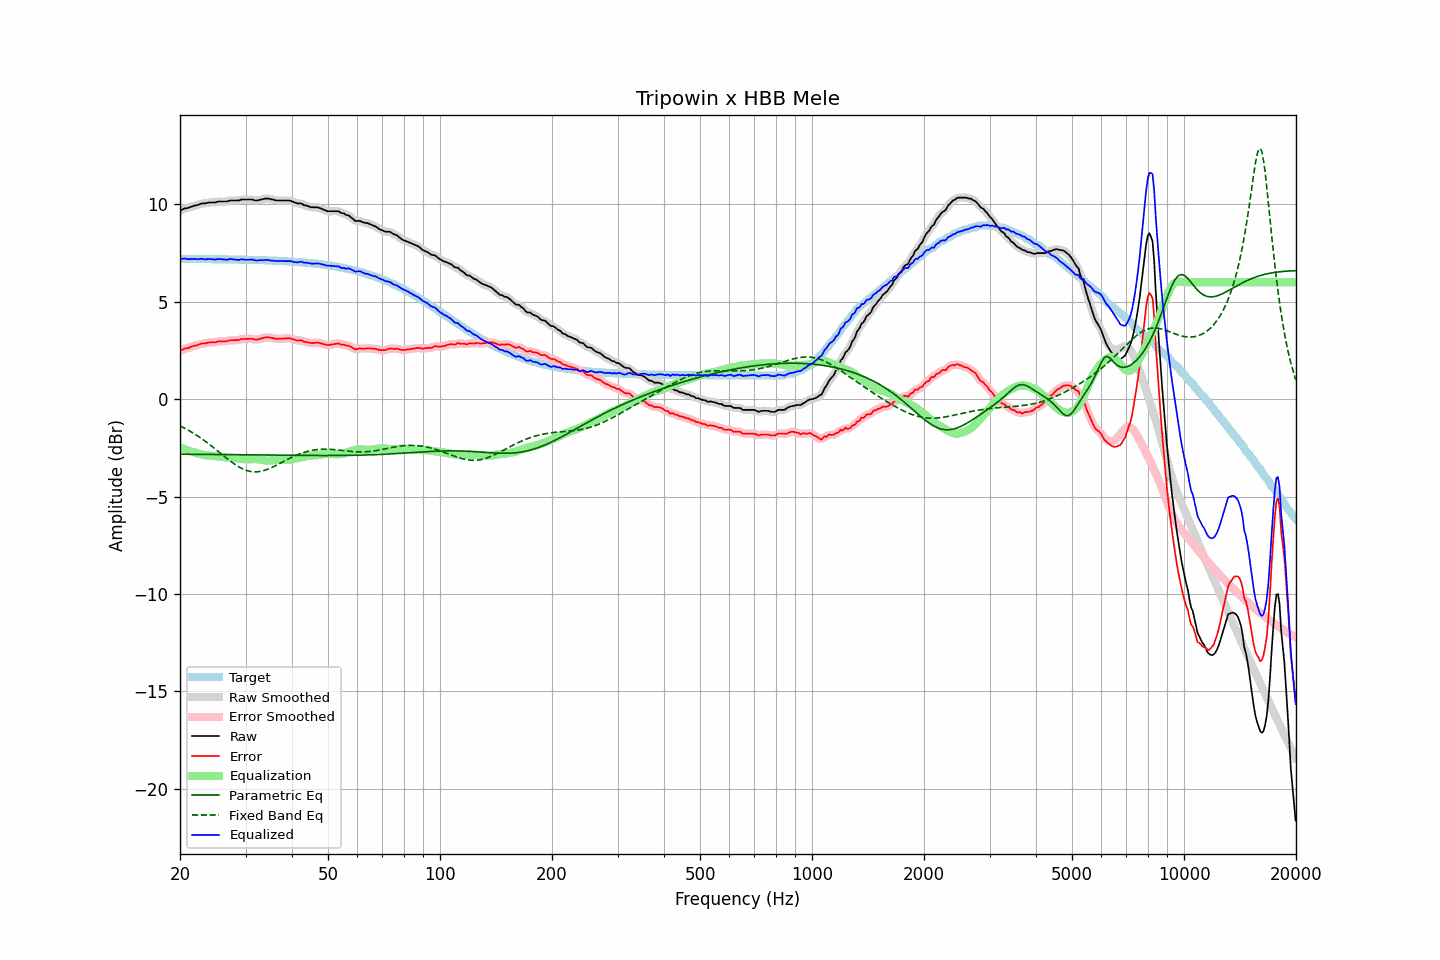 Tripowin x HBB Mele
Amplitude (dBr)
10
5
0
−5
−10
−15
−20
Target
Raw Smoothed
Error Smoothed
Raw
Error
Equalization
Parametric Eq
Fixed Band Eq
Equalized
20 50 100 200 500 1000 2000 5000 10000 20000
Frequency (Hz)